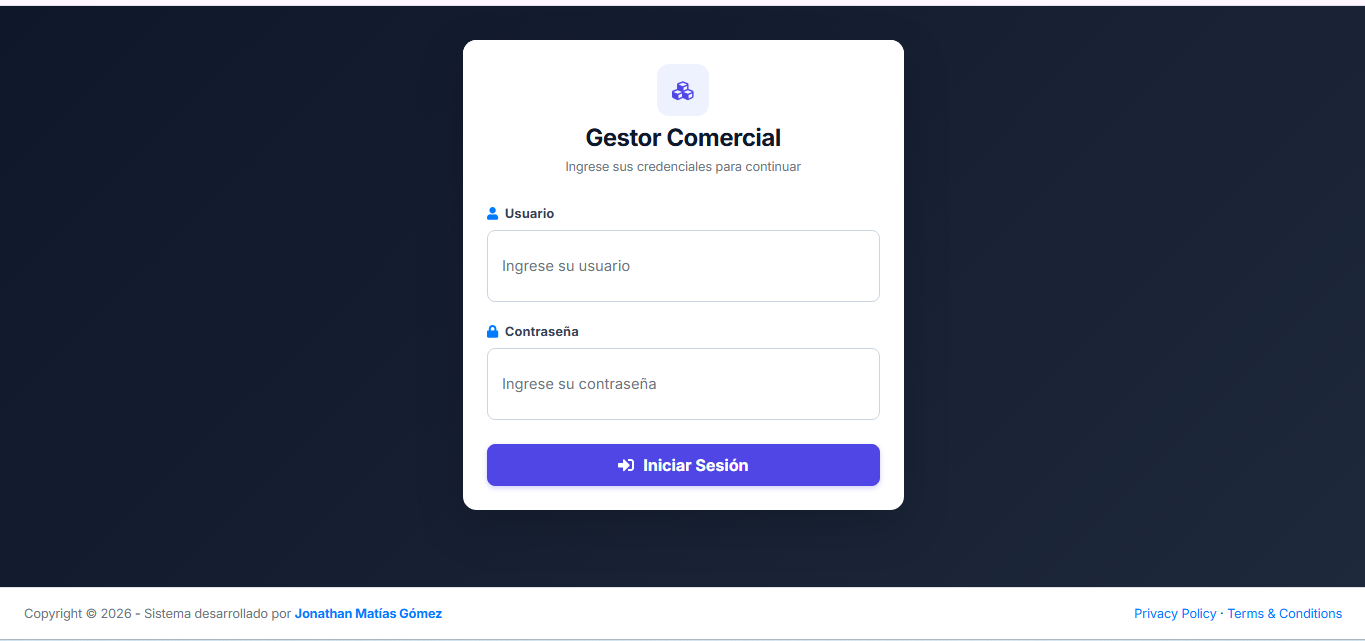 Gestor Comercial
Ingrese sus credenciales para continuar
Usuario
Ingrese su usuario
Contraseña
Ingrese su contraseña
Iniciar Sesión
Copyright © 2026 - Sistema desarrollado por Jonathan Matías Gómez
Privacy Policy · Terms & Conditions